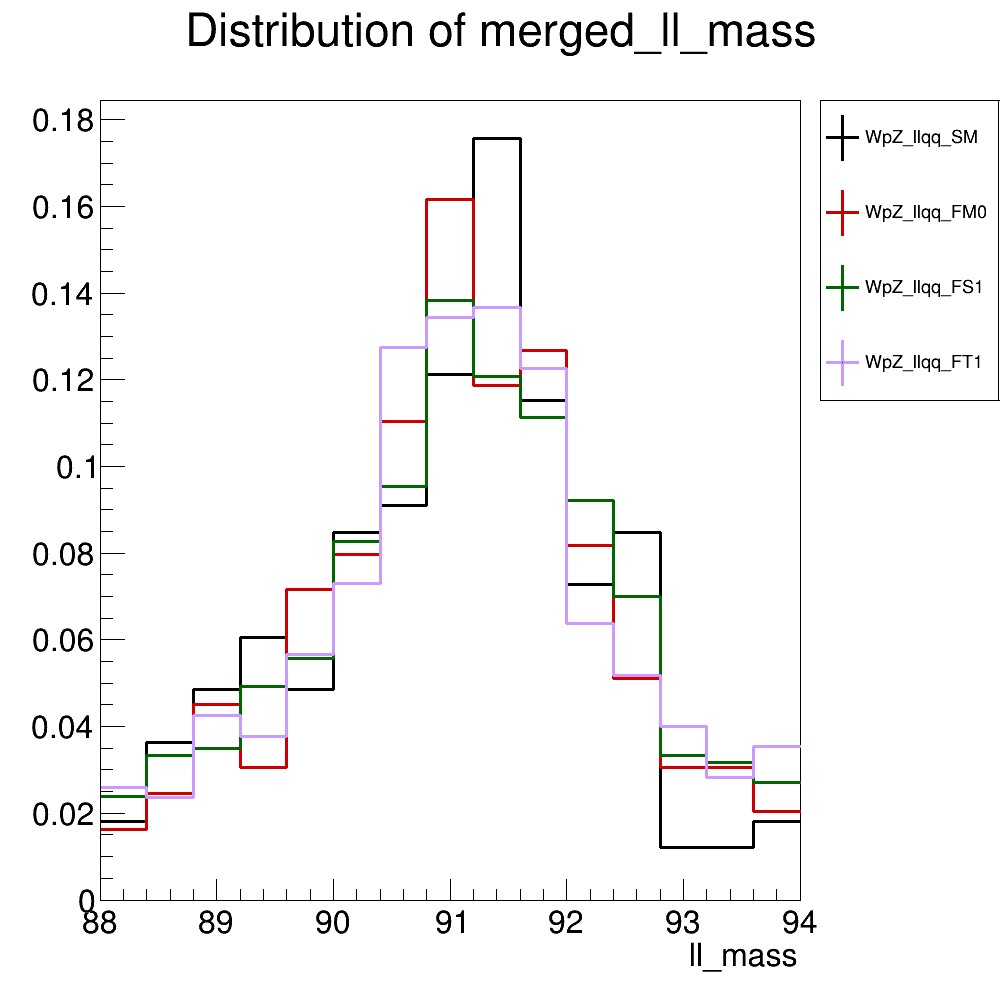 Distribution of merged_ll_mass
0.18
0.16
0.14
0.12
0.1
0.08
0.06
0.04
0.02
0
88 89 90 91 92 93 94
ll_mass
WpZ_llqq_SM
WpZ_llqq_FM0
WpZ_llqq_FS1
WpZ_llqq_FT1